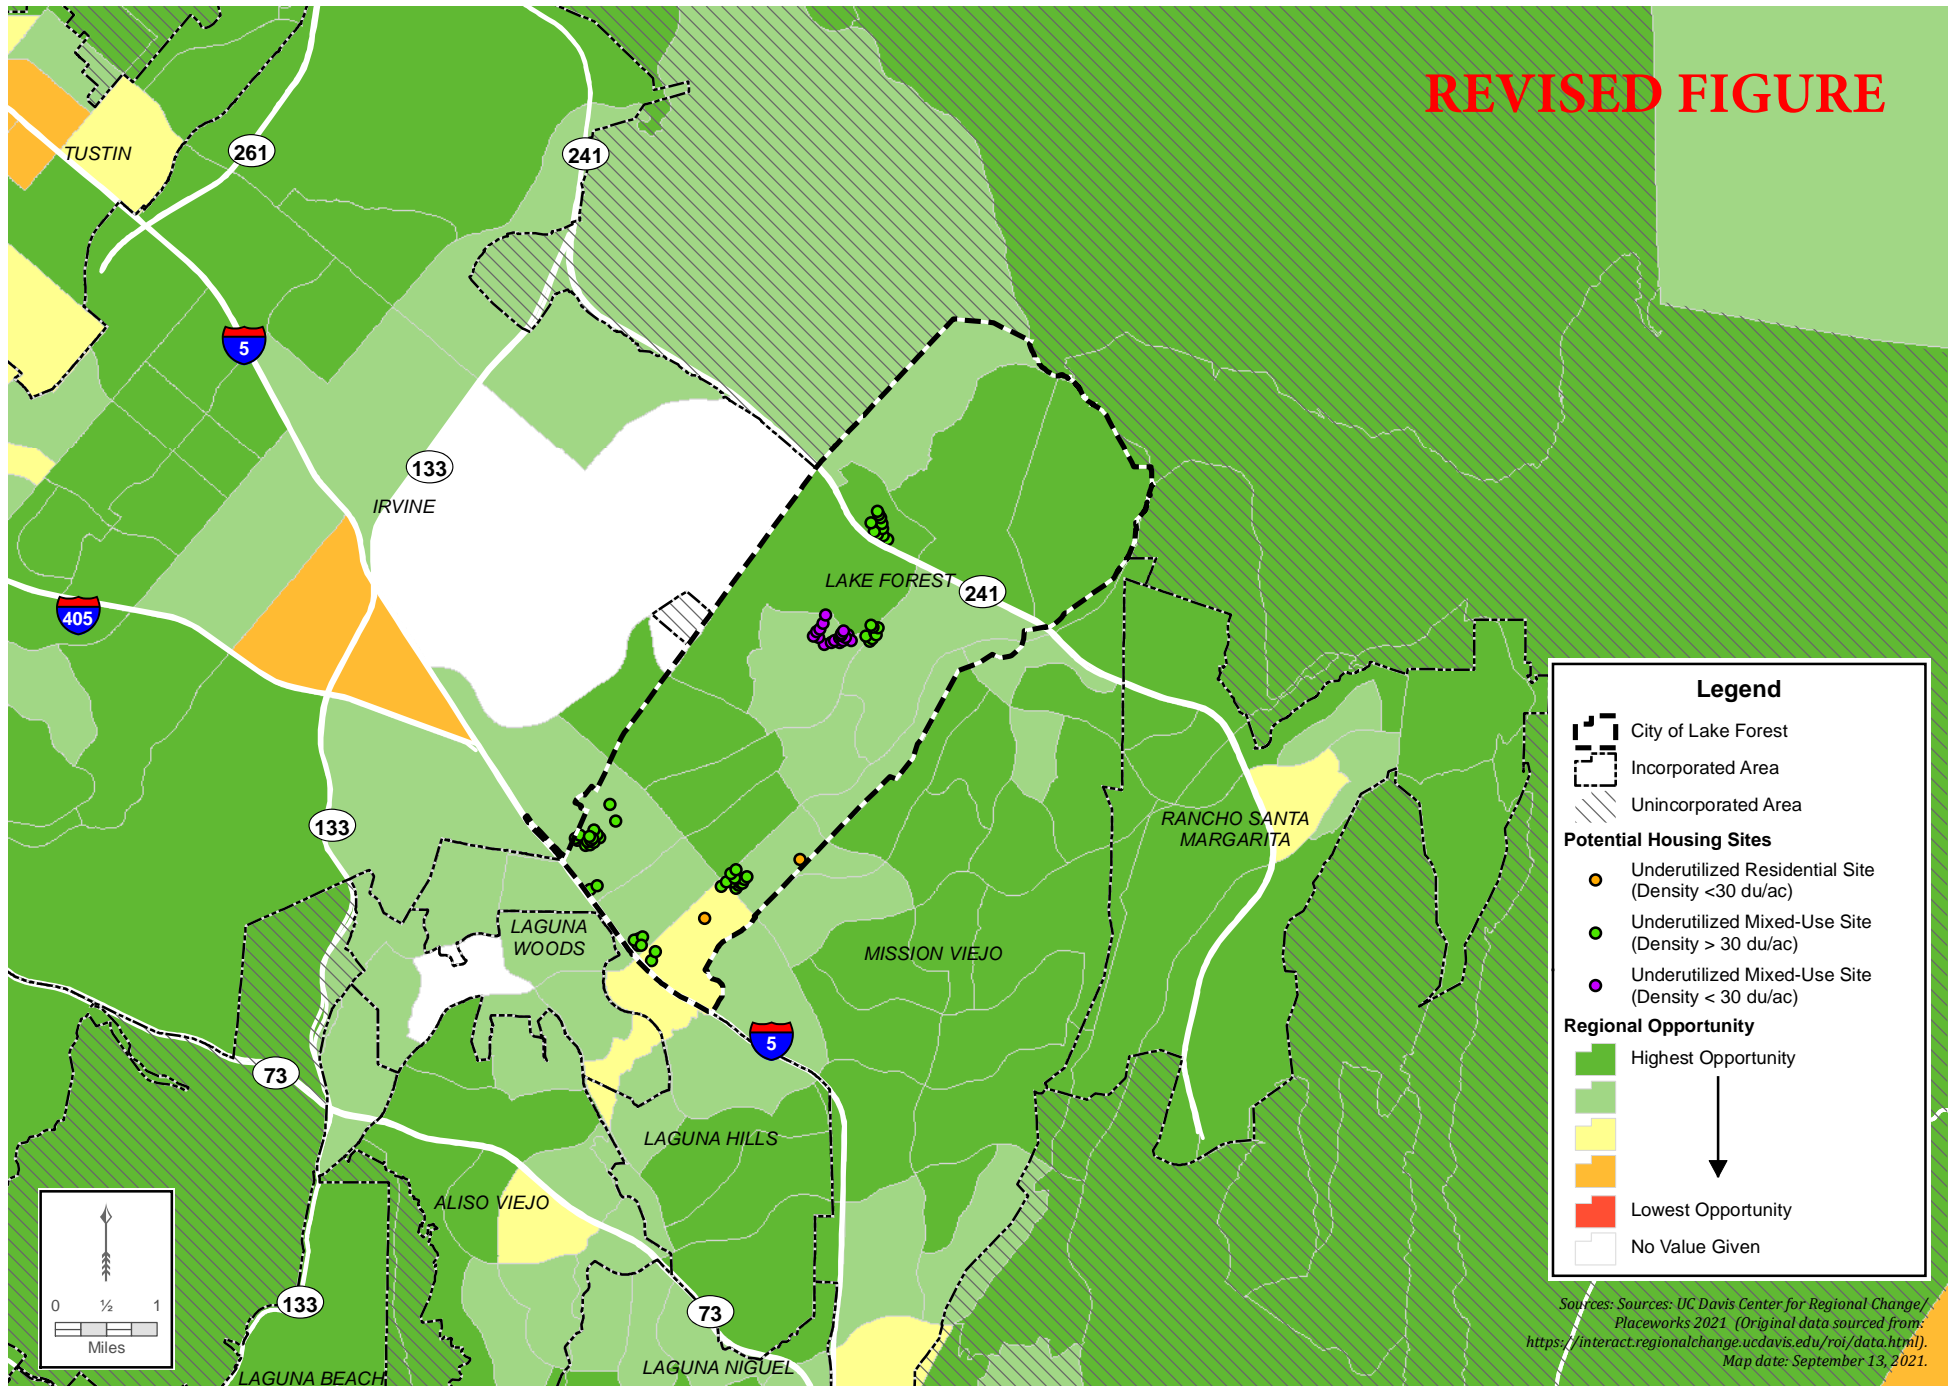 REVISED FIGURE
TUSTIN
261
241
5
133
IRVINE
405
LAKE FOREST
241
133
RANCHO SANTA
MARGARITA
LAGUNA
WOODS
MISSION VIEJO
5
73
LAGUNA HILLS
ALISO VIEJO
133
73
LAGUNA NIGUEL
LAGUNA BEACH
0 ½ 1
Miles
Legend
City of Lake Forest
Incorporated Area
Unincorporated Area
Potential Housing Sites
Underutilized Residential Site
(Density <30 du/ac)
Underutilized Mixed-Use Site
(Density > 30 du/ac)
Underutilized Mixed-Use Site
(Density < 30 du/ac)
Regional Opportunity
Highest Opportunity
Lowest Opportunity
No Value Given
Sources: Sources: UC Davis Center for Regional Change/
Placeworks 2021 (Original data sourced from:
https://interact.regionalchange.ucdavis.edu/roi/data.html).
Map date: September 13, 2021.